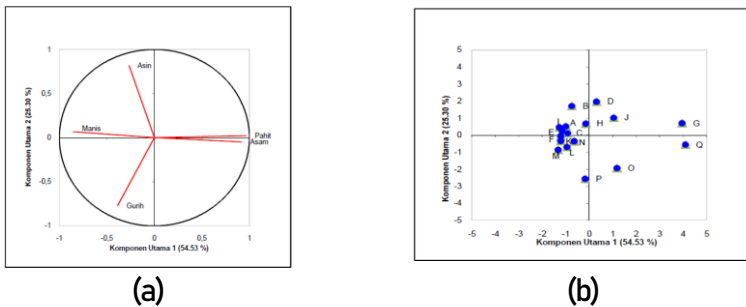 1
0,5
0
-0,5
-1
-1
-0,5
0
0,5
1
Komponen Utama 2 (25.30 %)
Komponen Utama 1 (54.53 %)
Asin
Manis
Pahit
Asam
Gurih
(a)
5
4
3
2
1
0
-1
-2
-3
-4
-5
-5
-4
-3
-2
-1
0
1
2
3
4
5
Komponen Utama 2 (25.30 %)
Komponen Utama 1 (54.53 %)
B
D
J
G
I
A
H
E
C
F
K
N
Q
M
L
P
O
(b)